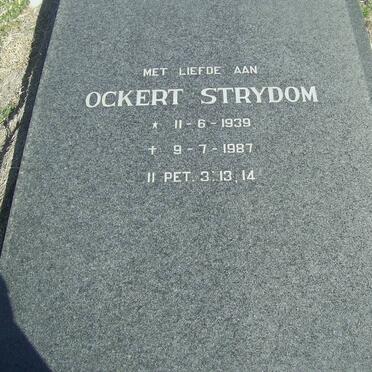 MET LIEFDE AAN
OCKERT STRYDOM
* 11-6-1939
† 9-7-1987
II PET. 3:13,14